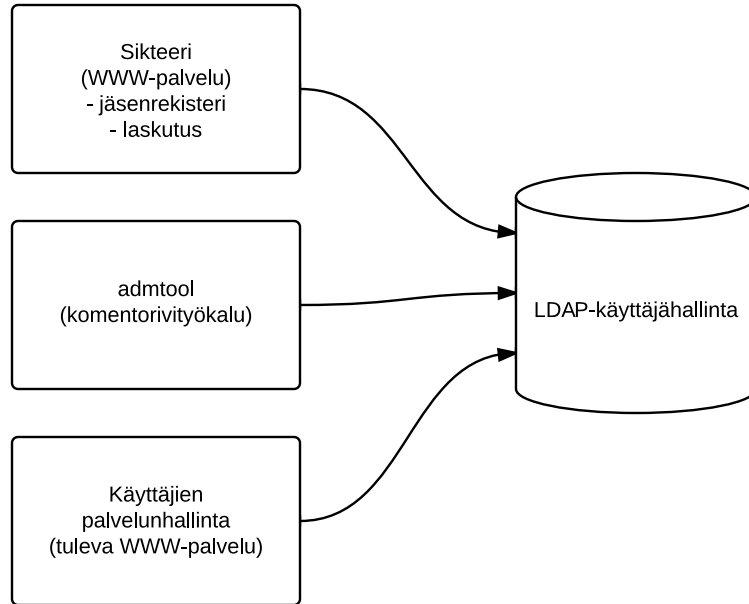 Sikteeri
(WWW-palvelu)
- jäsenrekisteri
- laskutus
admtool
(komentorivityökalu)
LDAP-käyttäjähallinta
Käyttäjien
palvelunhallinta
(tuleva WWW-palvelu)